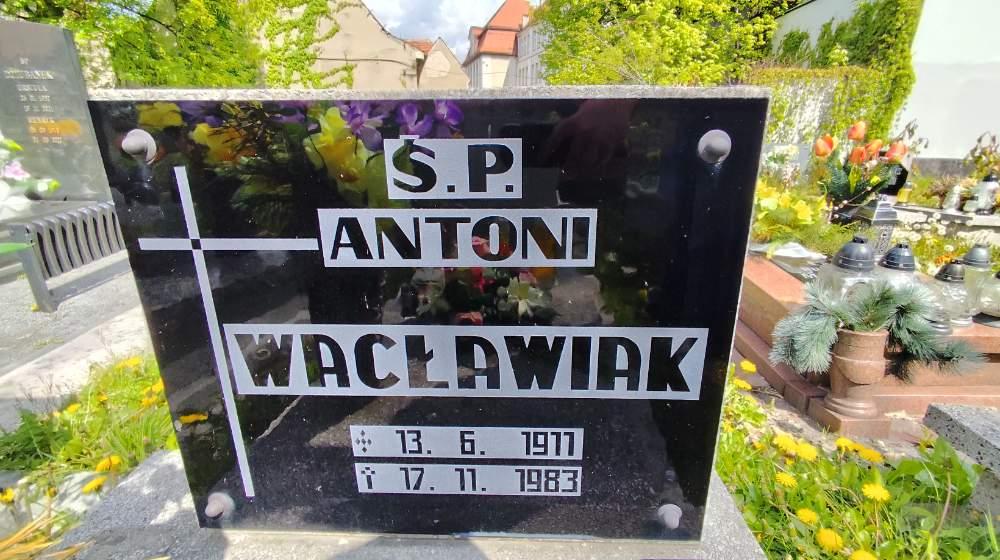 Ś.P.
ANTONI
WACŁAWIAK
13. 6. 1911
† 17. 11. 1983